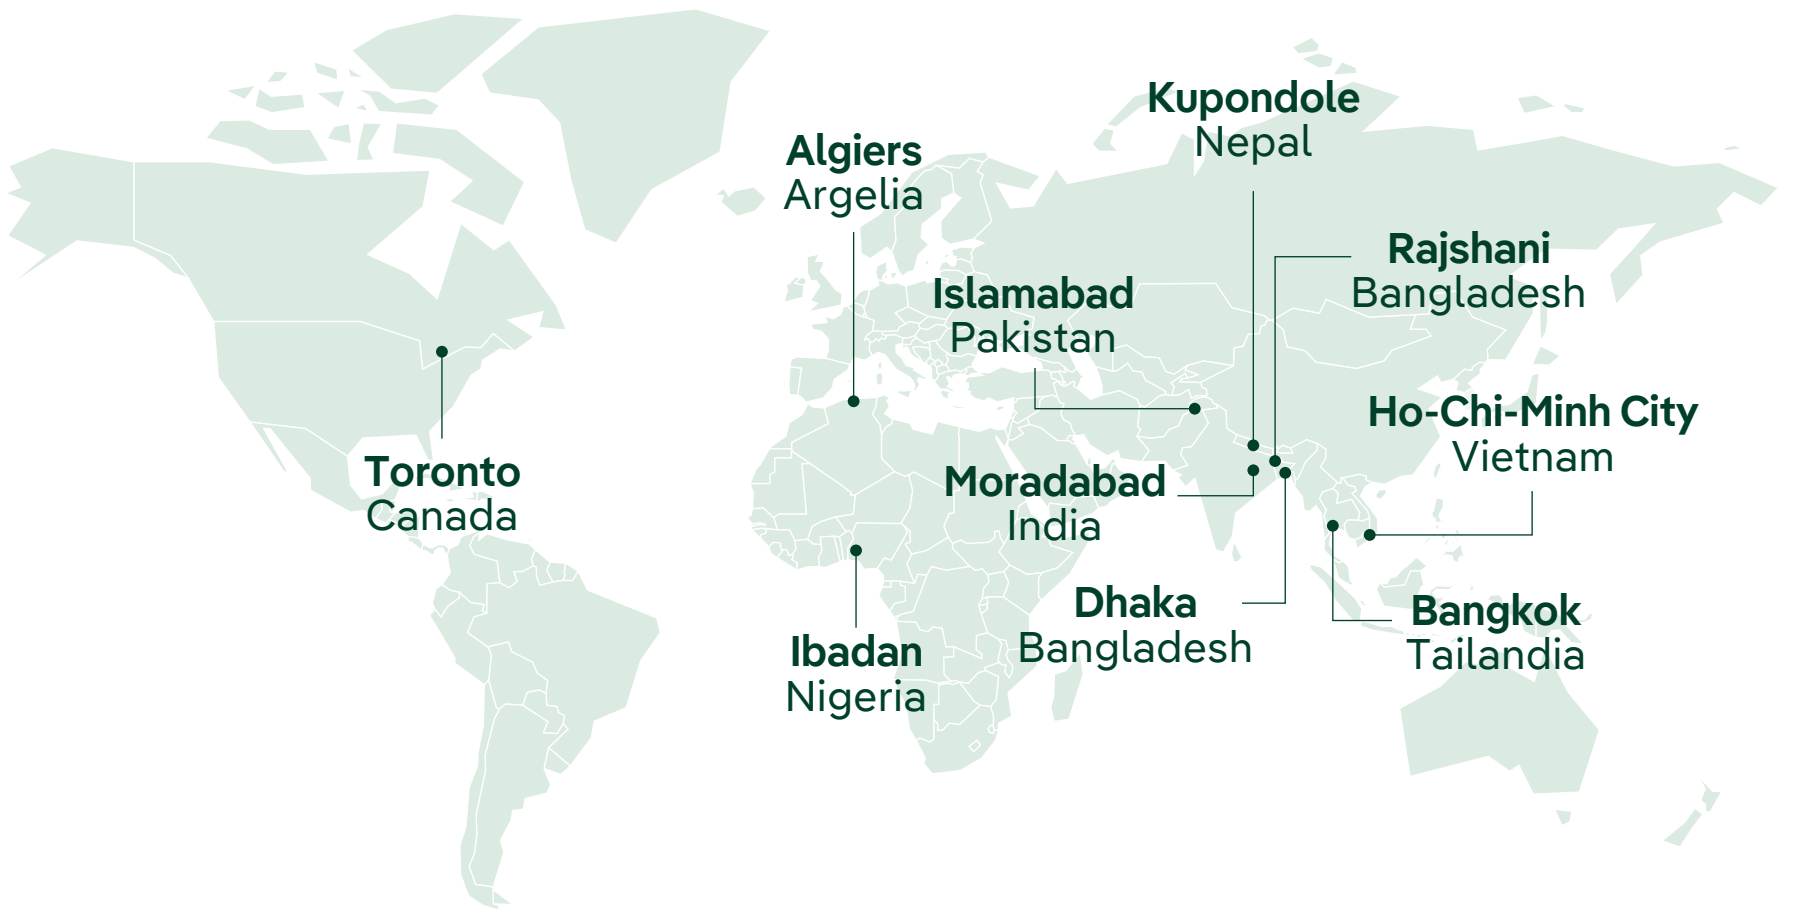 Kupondole
Nepal
Algiers
Argelia
Rajshani
Bangladesh
Islamabad
Pakistan
Ho-Chi-Minh City
Vietnam
Toronto
Canada
Moradabad
India
Dhaka
Bangladesh
Bangkok
Tailandia
Ibadan
Nigeria